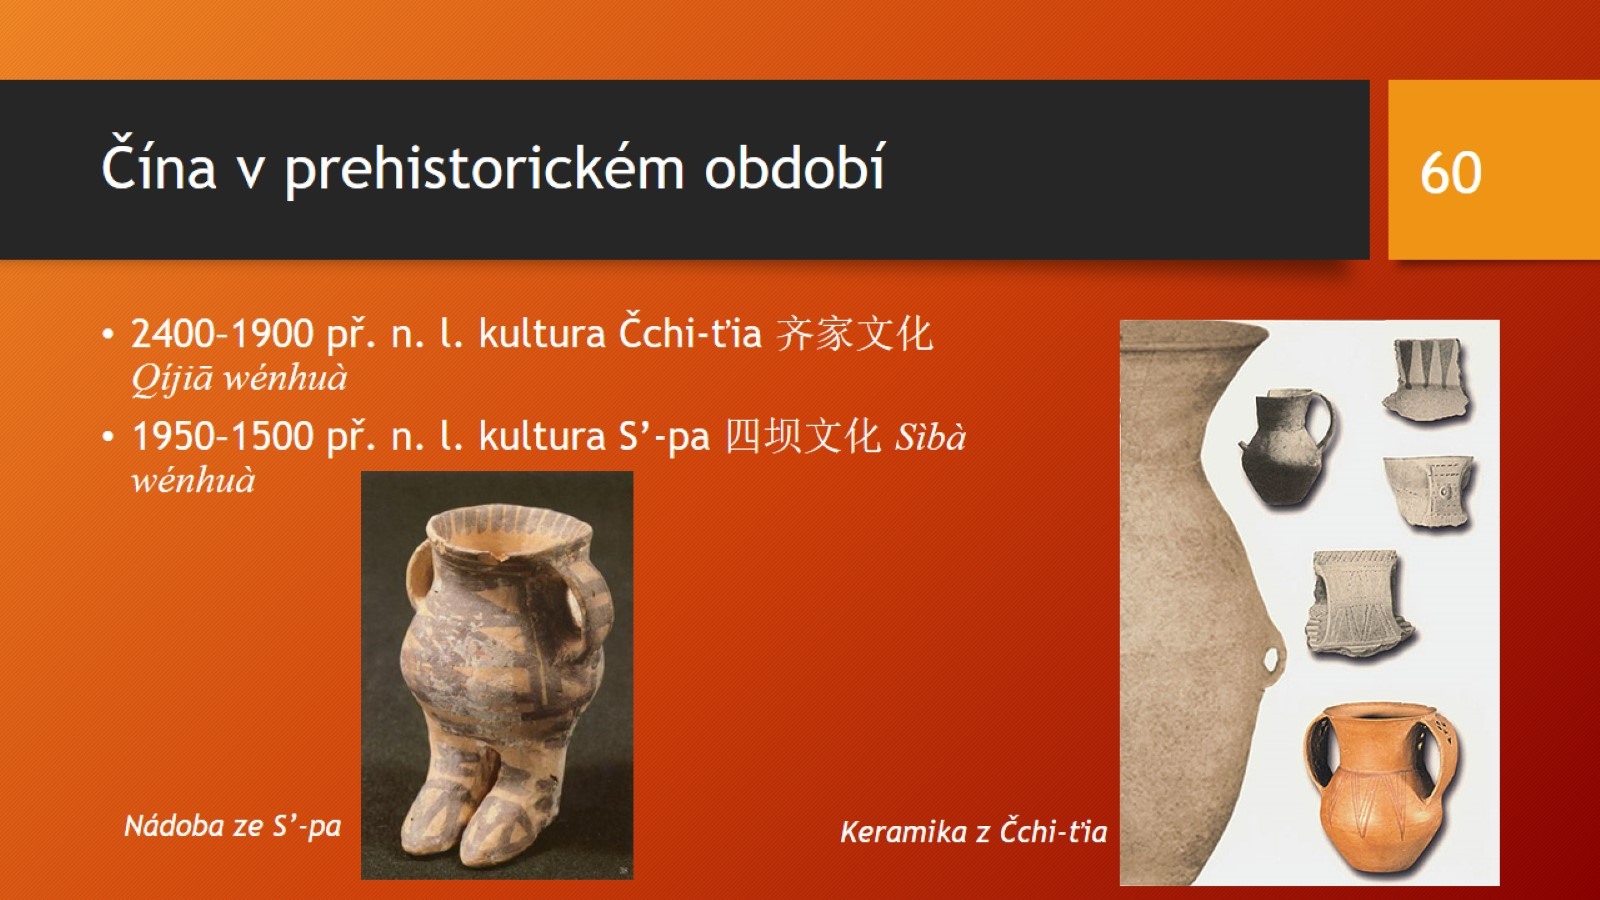 Čína v prehistorickém období
60
• 2400–1900 př. n. l. kultura Čchi-ťia 齐家文化
Qíjiā wénhuà
• 1950–1500 př. n. l. kultura S’-pa 四坝文化 Sìbà
wénhuà
Nádoba ze S’-pa
Keramika z Čchi-ťia